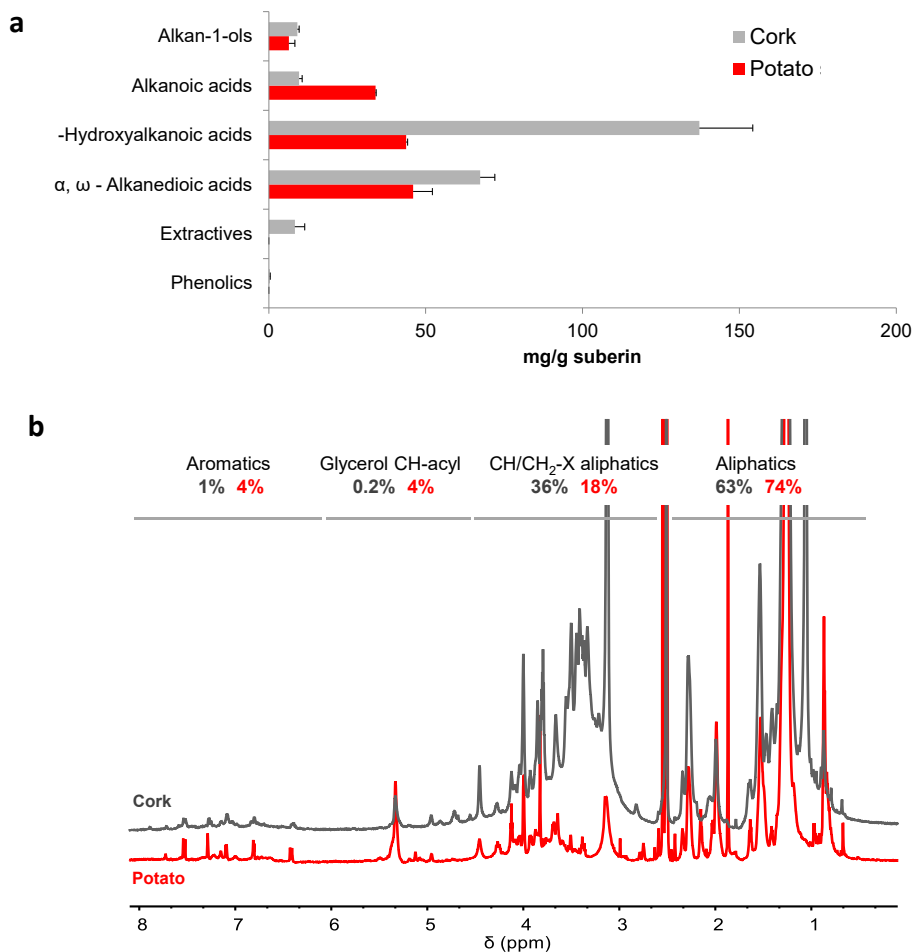 a
Alkan-1-ols
Alkanoic acids
-Hydroxyalkanoic acids
α, ω - Alkanedioic acids
Extractives
Phenolics
Cork
Potato
0 50 100 150 200
mg/g suberin
b
Aromatics Glycerol CH-acyl CH/CH₂-X aliphatics Aliphatics
1% 4% 0.2% 4% 36% 18% 63% 74%
Cork
Potato
8 7 6 5 4 3 2 1
δ (ppm)